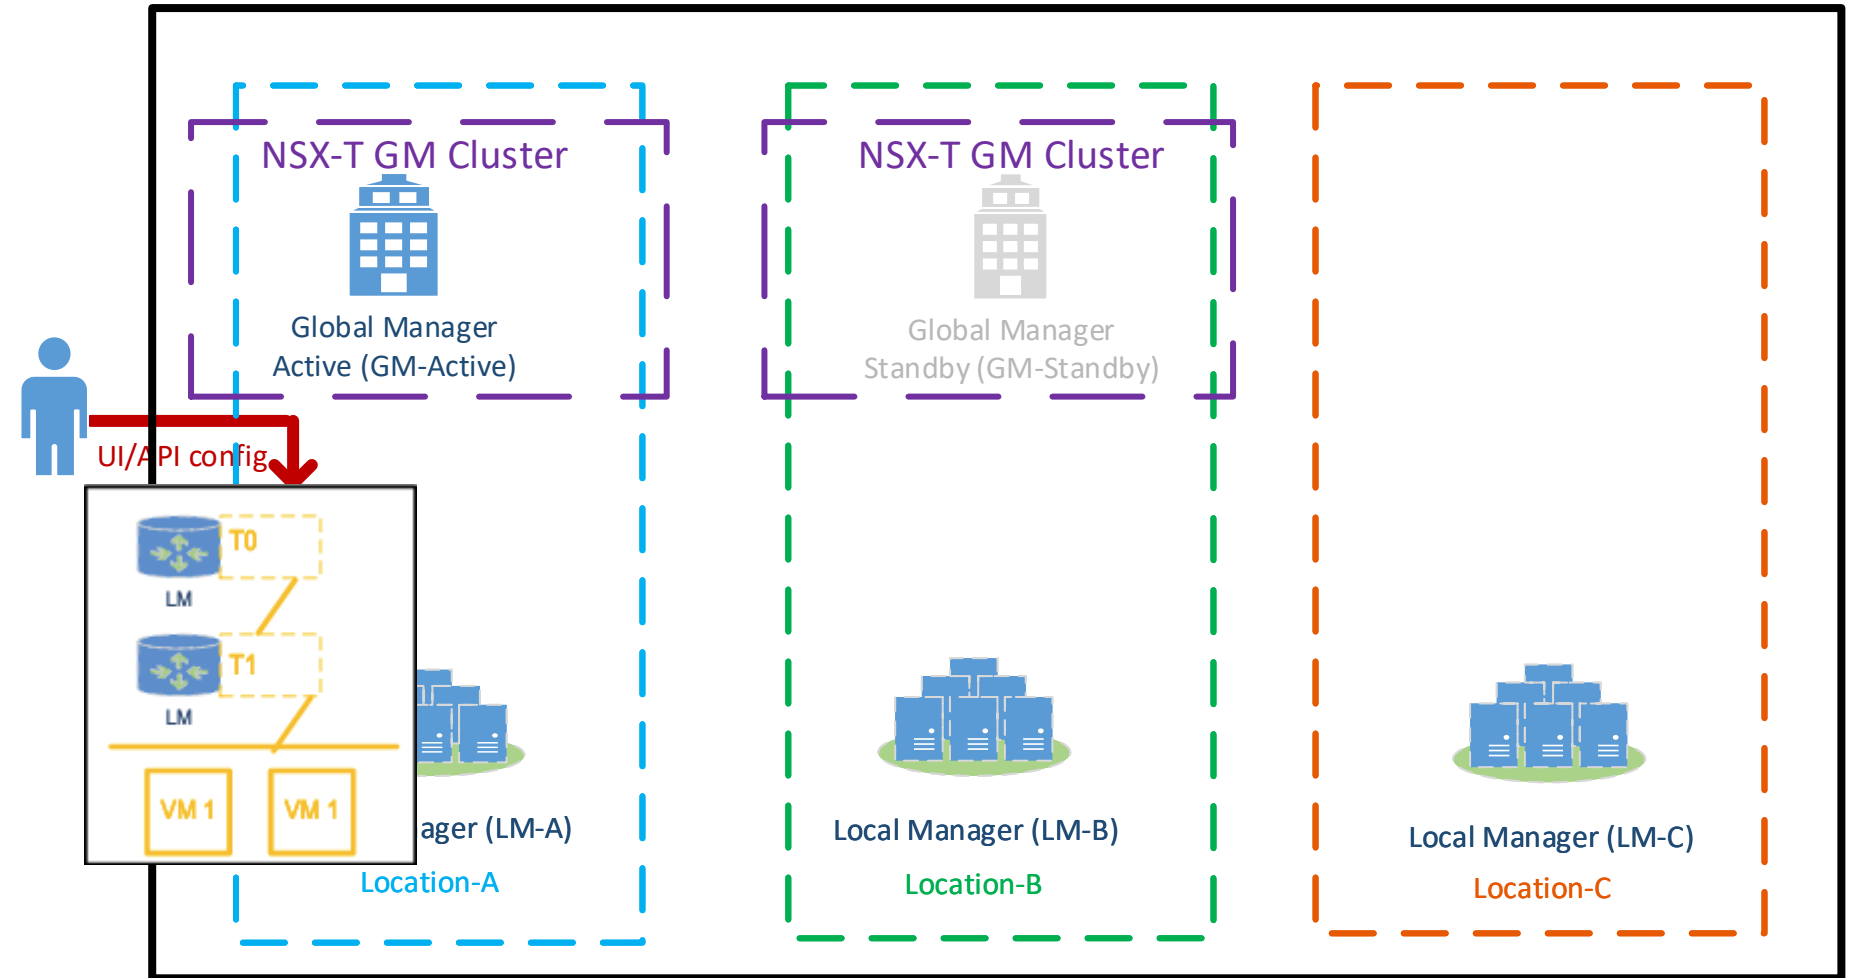 NSX-T GM Cluster
Global Manager
Active (GM-Active)
NSX-T GM Cluster
Global Manager
Standby (GM-Standby)
UI/API config
T0
LM
T1
LM
VM 1
VM 1
ager (LM-A)
Location-A
Local Manager (LM-B)
Location-B
Local Manager (LM-C)
Location-C